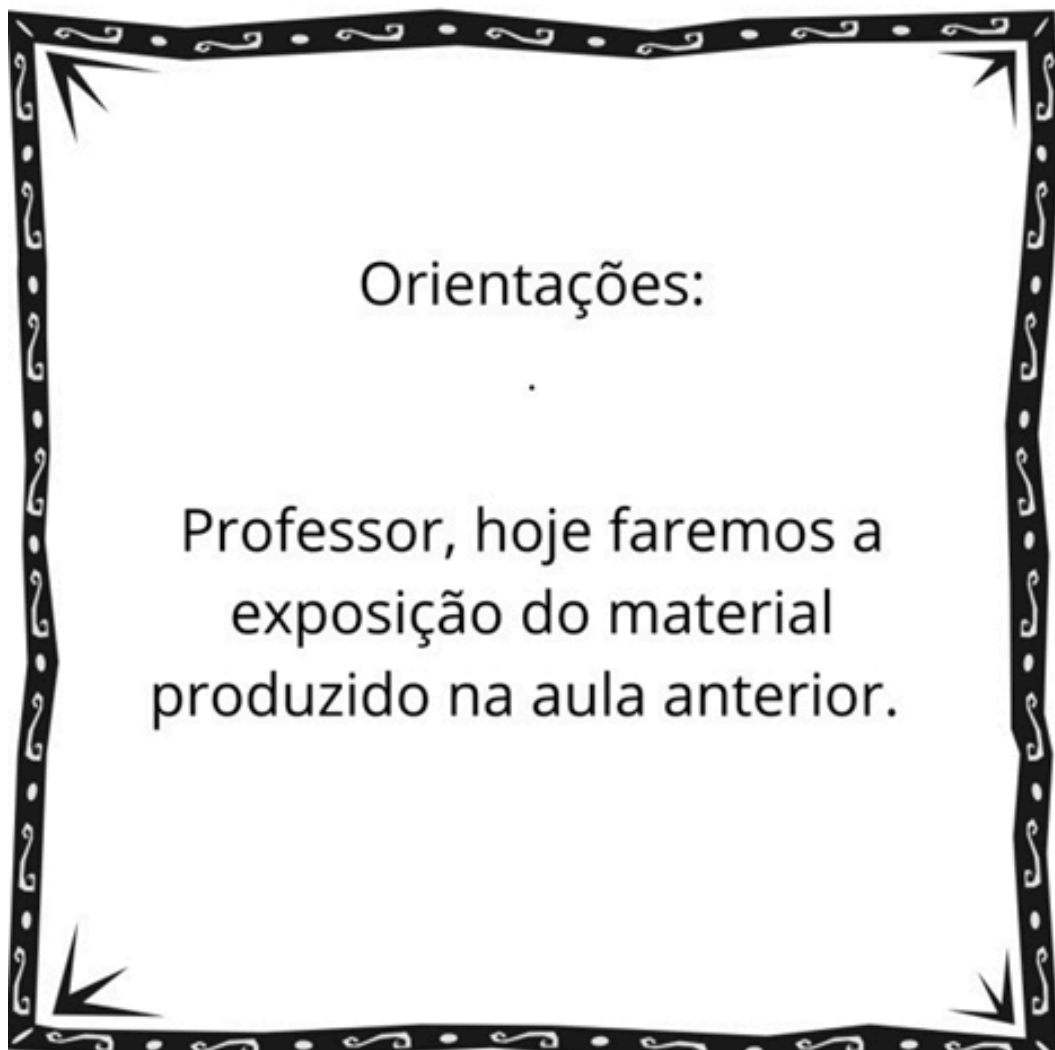 Orientações:
.
Professor, hoje faremos a
exposição do material
produzido na aula anterior.